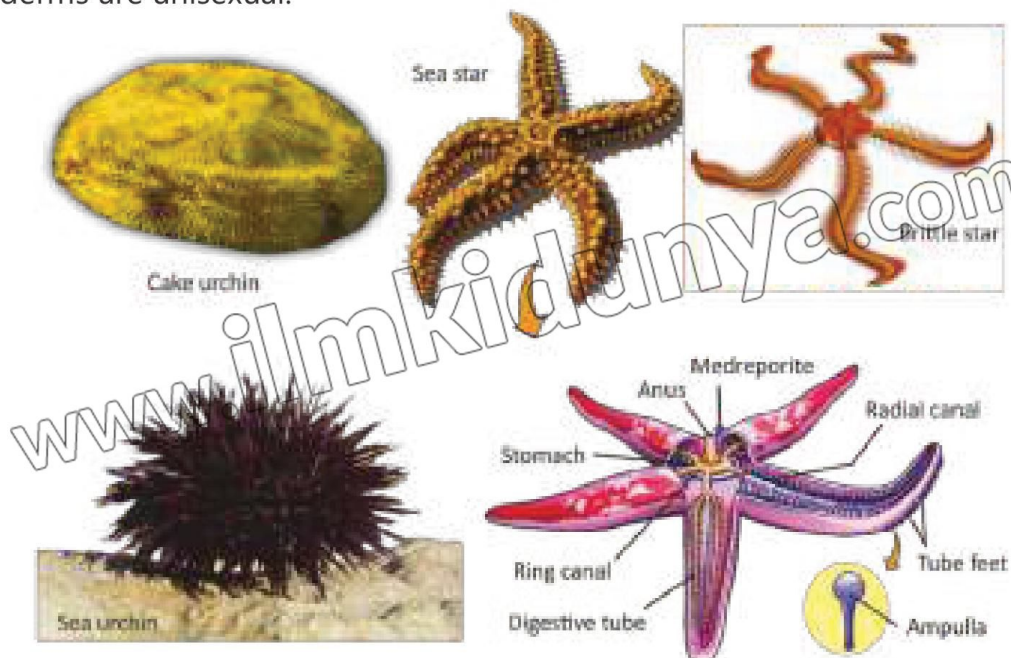 derms are unisexual.
Sea star
Brittle star
Cake urchin
www.ilmkidunya.com
Medreporite
Anus
Radial canal
Stomach
Ring canal
Tube feet
Digestive tube
Ampulla
Sea urchin